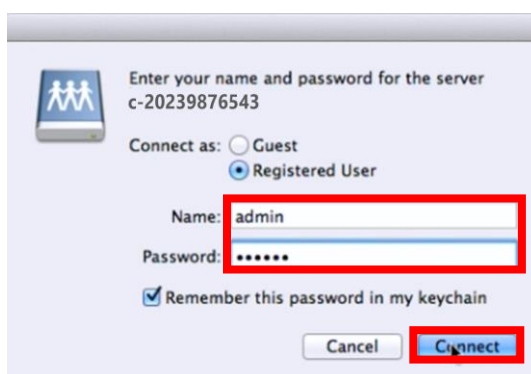 Enter your name and password for the server
c-20239876543
Connect as: Guest
Registered User
Name: admin
Password: ••••••
Remember this password in my keychain
Cancel Connect